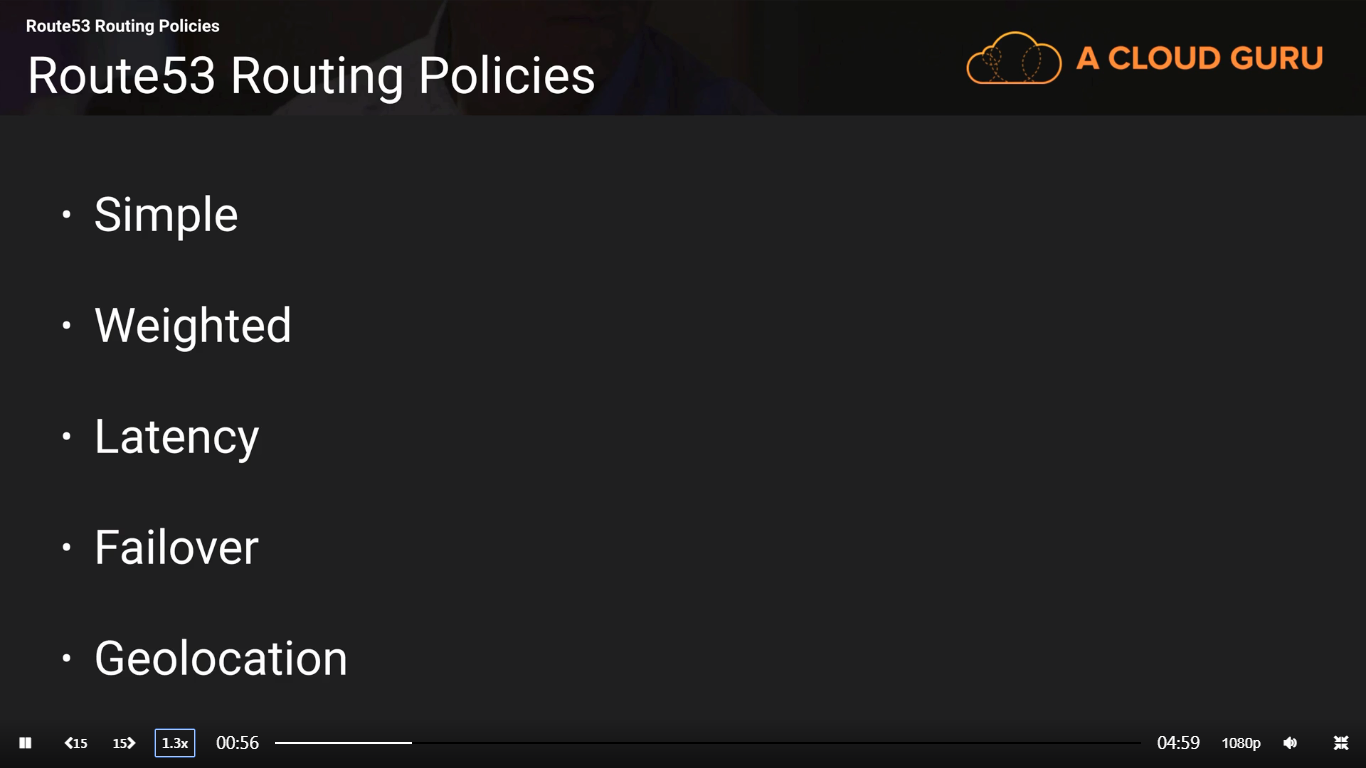 Route53 Routing Policies
Route53 Routing Policies
A CLOUD GURU
• Simple
• Weighted
• Latency
• Failover
• Geolocation
15 15 1.3x 00:56 04:59 1080p